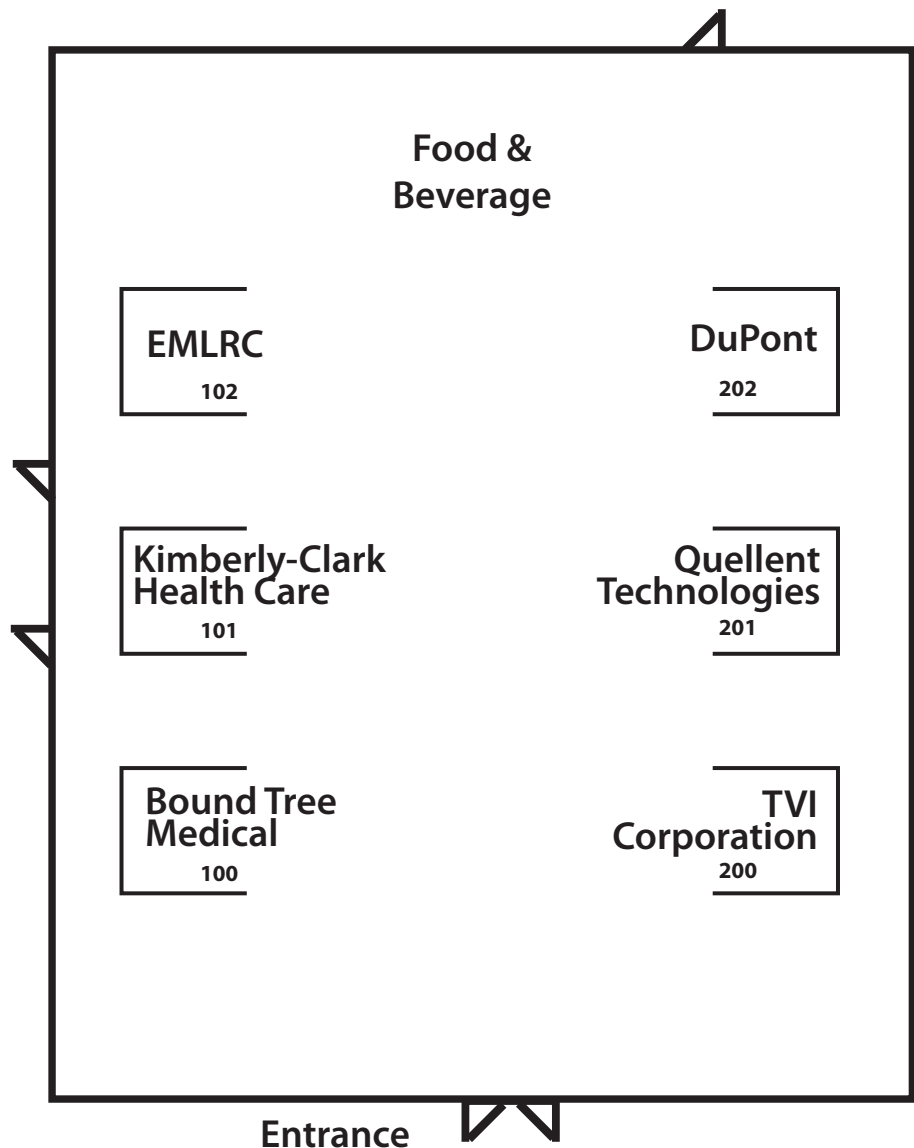 Food &
Beverage
EMLRC
102
DuPont
202
Kimberly-Clark
Health Care
101
Quellent
Technologies
201
Bound Tree
Medical
100
TVI
Corporation
200
Entrance